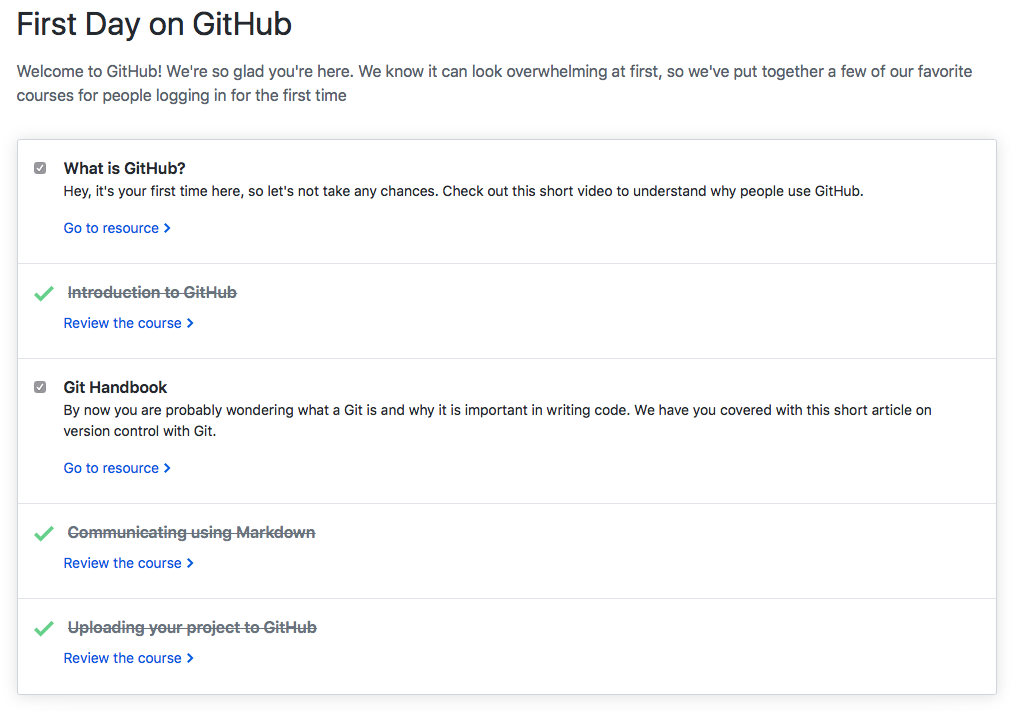 First Day on GitHub
Welcome to GitHub! We're so glad you're here. We know it can look overwhelming at first, so we've put together a few of our favorite
courses for people logging in for the first time
What is GitHub?
Hey, it's your first time here, so let's not take any chances. Check out this short video to understand why people use GitHub.
Go to resource
Introduction to GitHub
Review the course
Git Handbook
By now you are probably wondering what a Git is and why it is important in writing code. We have you covered with this short article on
version control with Git.
Go to resource
Communicating using Markdown
Review the course
Uploading your project to GitHub
Review the course